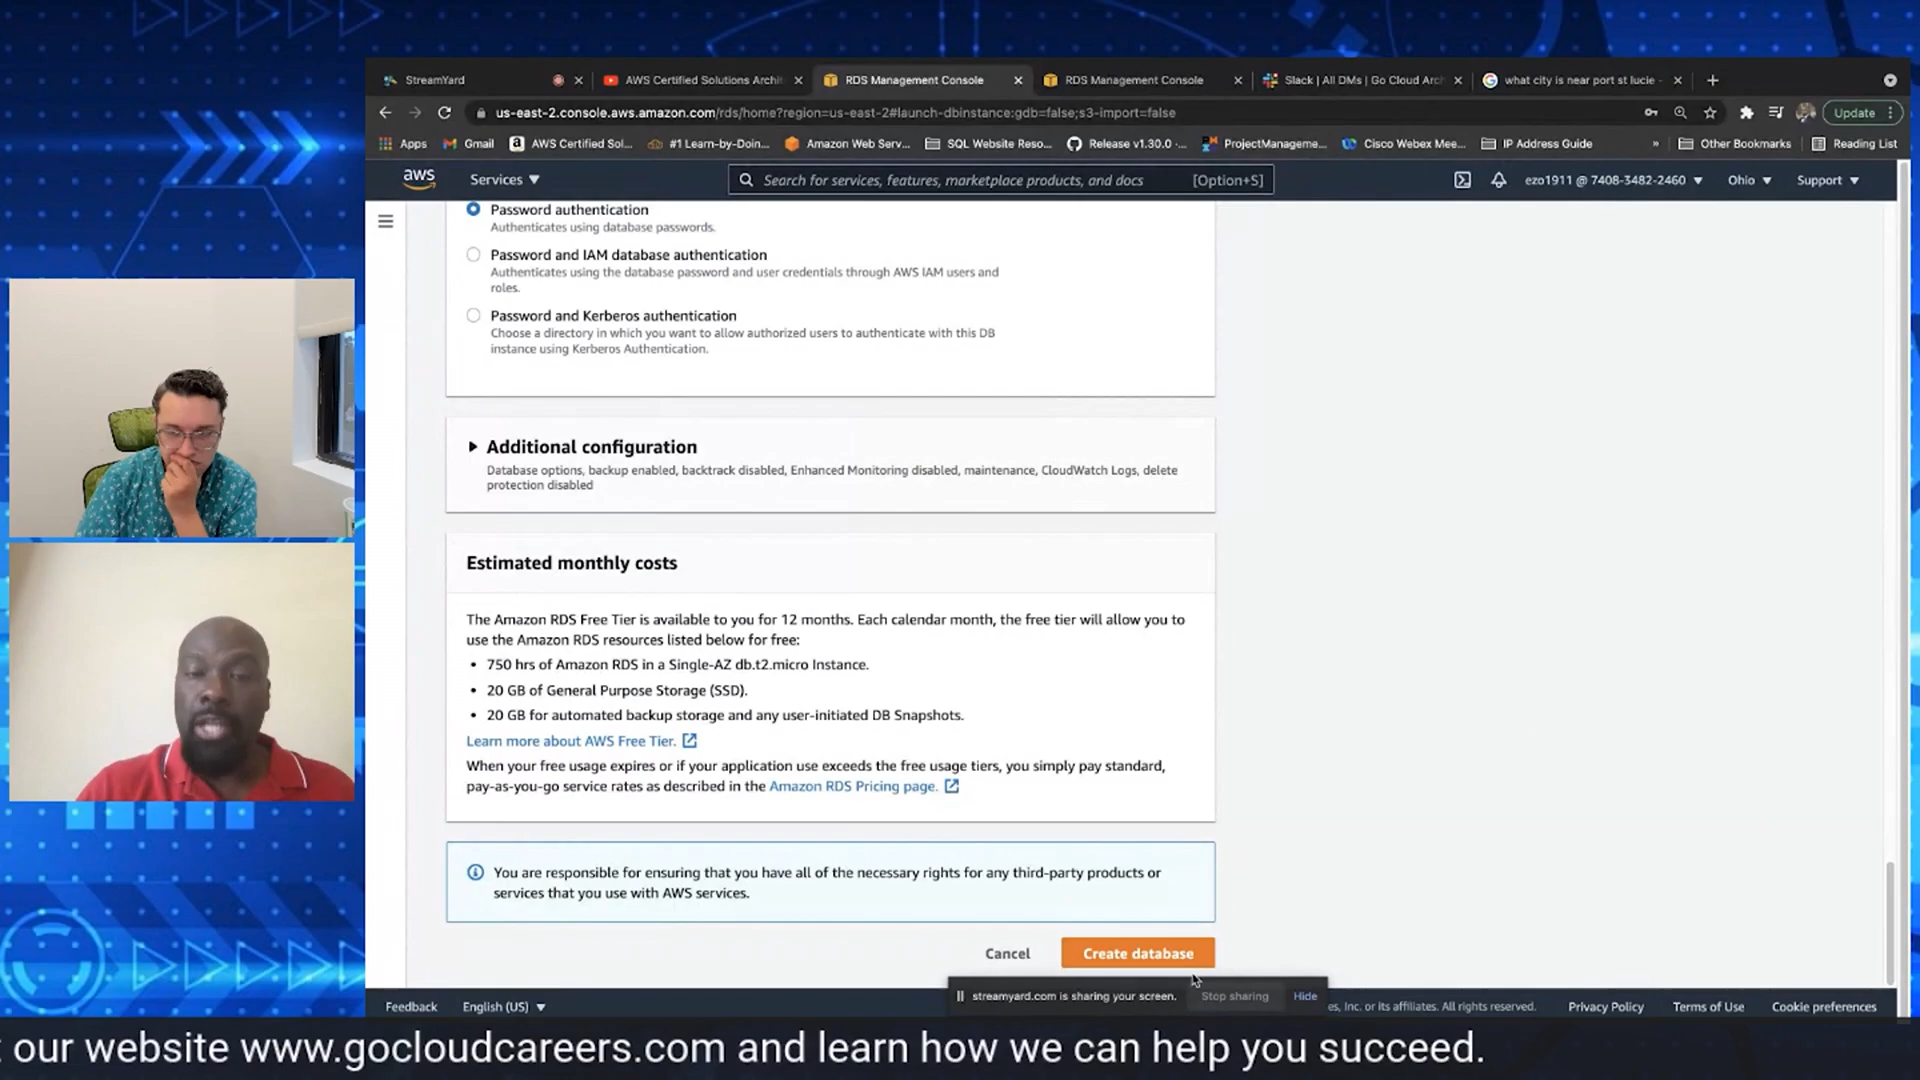 StreamYard
AWS Certified Solutions Archi
RDS Management Console
RDS Management Console
Slack | All DMs | Go Cloud Arc
what city is near port st lucie -
us-east-2.console.aws.amazon.com/rds/home?region=us-east-2#launch-dbinstance:gdb=false;s3-import=false
Update
Apps
Gmail
AWS Certified Sol...
#1 Learn-by-Doin...
Amazon Web Serv...
SQL Website Reso...
Release v1.30.0 ·...
ProjectManageme...
Cisco Webex Mee...
IP Address Guide
»
Other Bookmarks
Reading List
aws
Services
Search for services, features, marketplace products, and docs
[Option+S]
ezo1911 @ 7408-3482-2460
Ohio
Support
Password authentication
Authenticates using database passwords.
Password and IAM database authentication
Authenticates using the database password and user credentials through AWS IAM users and
roles.
Password and Kerberos authentication
Choose a directory in which you want to allow authorized users to authenticate with this DB
instance using Kerberos Authentication.
Additional configuration
Database options, backup enabled, backtrack disabled, Enhanced Monitoring disabled, maintenance, CloudWatch Logs, delete
protection disabled
Estimated monthly costs
The Amazon RDS Free Tier is available to you for 12 months. Each calendar month, the free tier will allow you to
use the Amazon RDS resources listed below for free:
• 750 hrs of Amazon RDS in a Single-AZ db.t2.micro Instance.
• 20 GB of General Purpose Storage (SSD).
• 20 GB for automated backup storage and any user-initiated DB Snapshots.
Learn more about AWS Free Tier.
When your free usage expires or if your application use exceeds the free usage tiers, you simply pay standard,
pay-as-you-go service rates as described in the Amazon RDS Pricing page.
You are responsible for ensuring that you have all of the necessary rights for any third-party products or
services that you use with AWS services.
Cancel
Create database
streamyard.com is sharing your screen.
Stop sharing
Hide
Feedback
English (US)
es, Inc. or its affiliates. All rights reserved.
Privacy Policy
Terms of Use
Cookie preferences
our website www.gocloudcareers.com and learn how we can help you succeed.